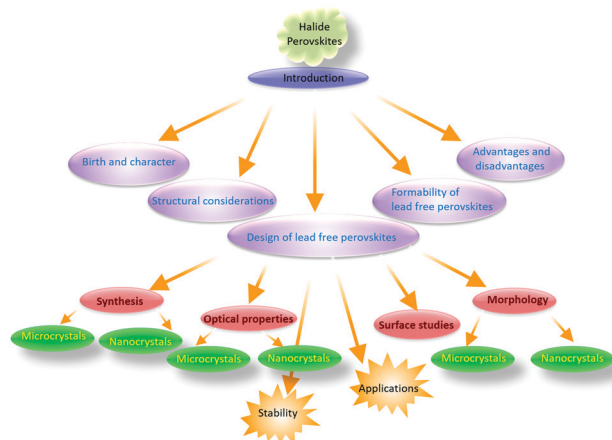 Halide
Perovskites
Introduction
Birth and character
Advantages and
disadvantages
Structural considerations
Formability of
lead free perovskites
Design of lead free perovskites
Synthesis
Optical properties
Surface studies
Morphology
Microcrystals
Nanocrystals
Microcrystals
Nanocrystals
Microcrystals
Nanocrystals
Stability
Applications